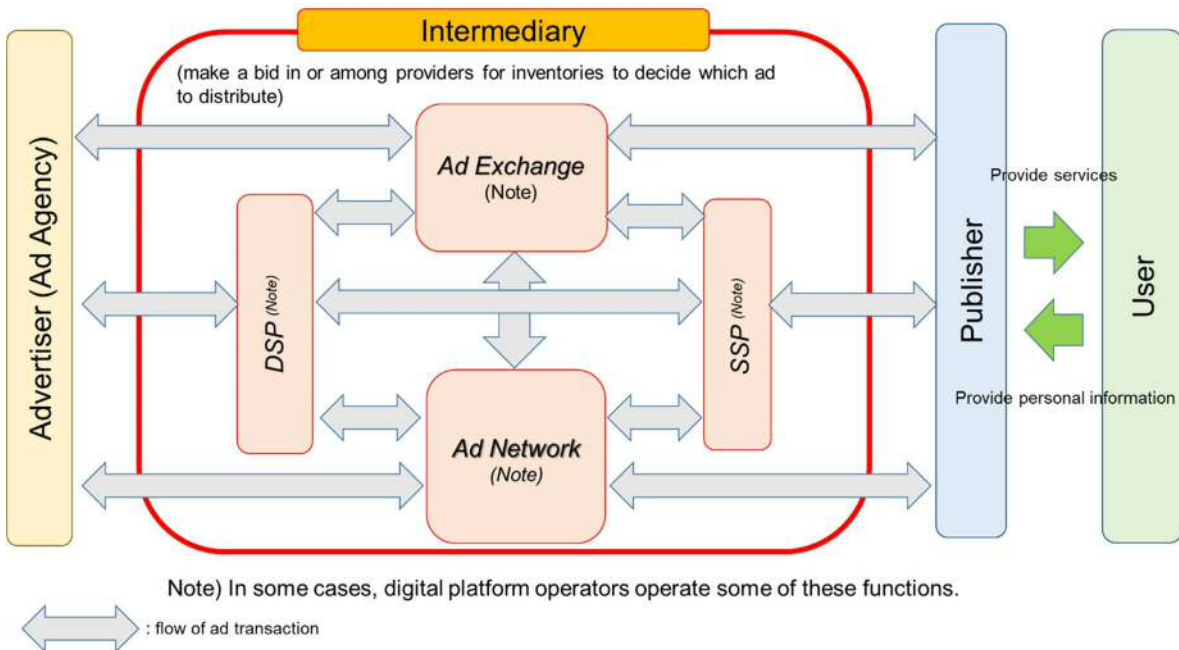 Intermediary
(make a bid in or among providers for inventories to decide which ad
to distribute)
Advertiser (Ad Agency)
Ad Exchange
(Note)
DSP (Note)
SSP (Note)
Ad Network
(Note)
Publisher
Provide services
Provide personal information
User
Note) In some cases, digital platform operators operate some of these functions.
: flow of ad transaction